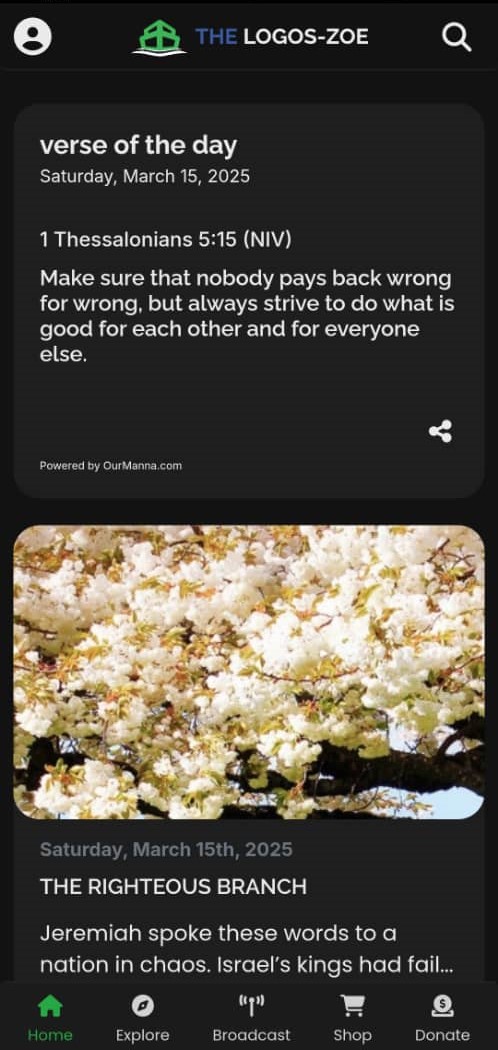 THE LOGOS-ZOE
verse of the day
Saturday, March 15, 2025
1 Thessalonians 5:15 (NIV)
Make sure that nobody pays back wrong
for wrong, but always strive to do what is
good for each other and for everyone
else.
Powered by OurManna.com
Saturday, March 15th, 2025
THE RIGHTEOUS BRANCH
Jeremiah spoke these words to a
nation in chaos. Israel’s kings had fail...
Home Explore Broadcast Shop Donate